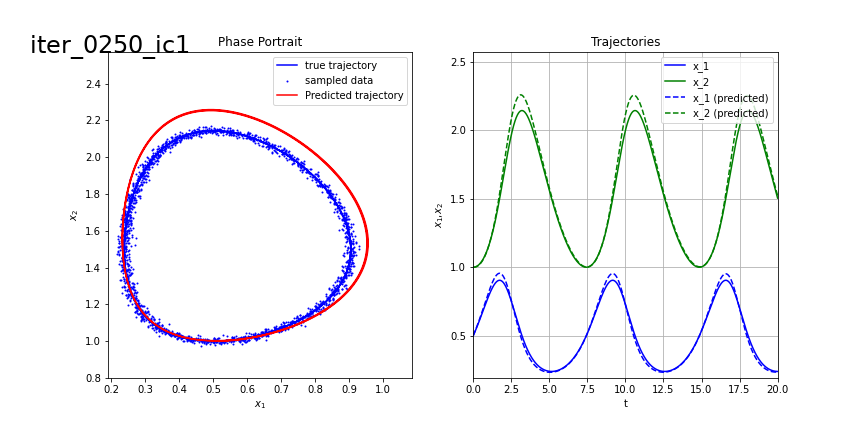 iter_0250_ic1
Phase Portrait
true trajectory
sampled data
Predicted trajectory
2.4
2.2
2.0
1.8
1.6
1.4
1.2
1.0
0.8
x_2
0.2 0.3 0.4 0.5 0.6 0.7 0.8 0.9 1.0
x_1
Trajectories
x_1
x_2
x_1 (predicted)
x_2 (predicted)
2.5
2.0
1.5
1.0
0.5
x_1,x_2
0.0 2.5 5.0 7.5 10.0 12.5 15.0 17.5 20.0
t